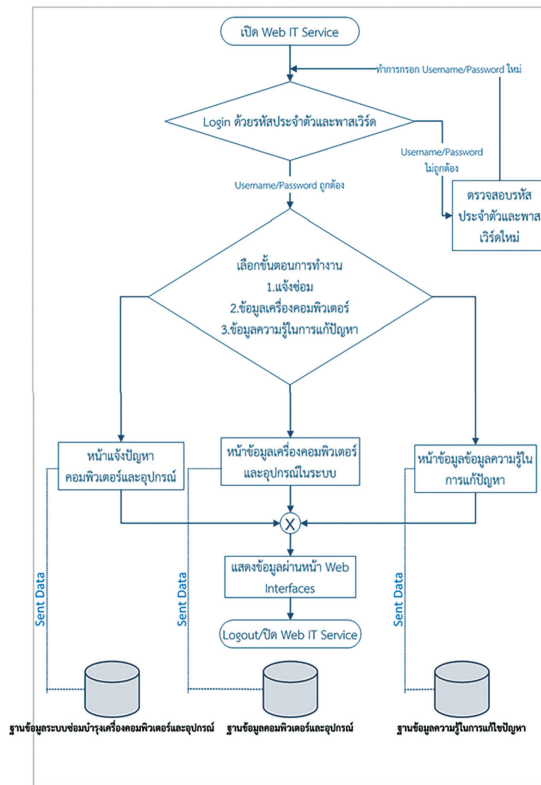 เปิด Web IT Service
ทำการกรอก Username/Password ใหม่
Login ด้วยรหัสประจำตัวและพาสเวิร์ด
Username/Password
ไม่ถูกต้อง
Username/Password ถูกต้อง
ตรวจสอบรหัส
ประจำตัวและพาส
เวิร์ดใหม่
เลือกขั้นตอนการทำงาน
1.แจ้งซ่อม
2.ข้อมูลเครื่องคอมพิวเตอร์
3.ข้อมูลความรู้ในการแก้ปัญหา
หน้าแจ้งปัญหา
คอมพิวเตอร์และอุปกรณ์
หน้าข้อมูลเครื่องคอมพิวเตอร์
และอุปกรณ์ในระบบ
หน้าข้อมูลข้อมูลความรู้ใน
การแก้ปัญหา
X
แสดงข้อมูลผ่านหน้า Web
Interfaces
Sent Data
Sent Data
Sent Data
Logout/ปิด Web IT Service
ฐานข้อมูลระบบซ่อมบำรุงเครื่องคอมพิวเตอร์และอุปกรณ์
ฐานข้อมูลคอมพิวเตอร์และอุปกรณ์
ฐานข้อมูลความรู้ในการแก้ไขปัญหา